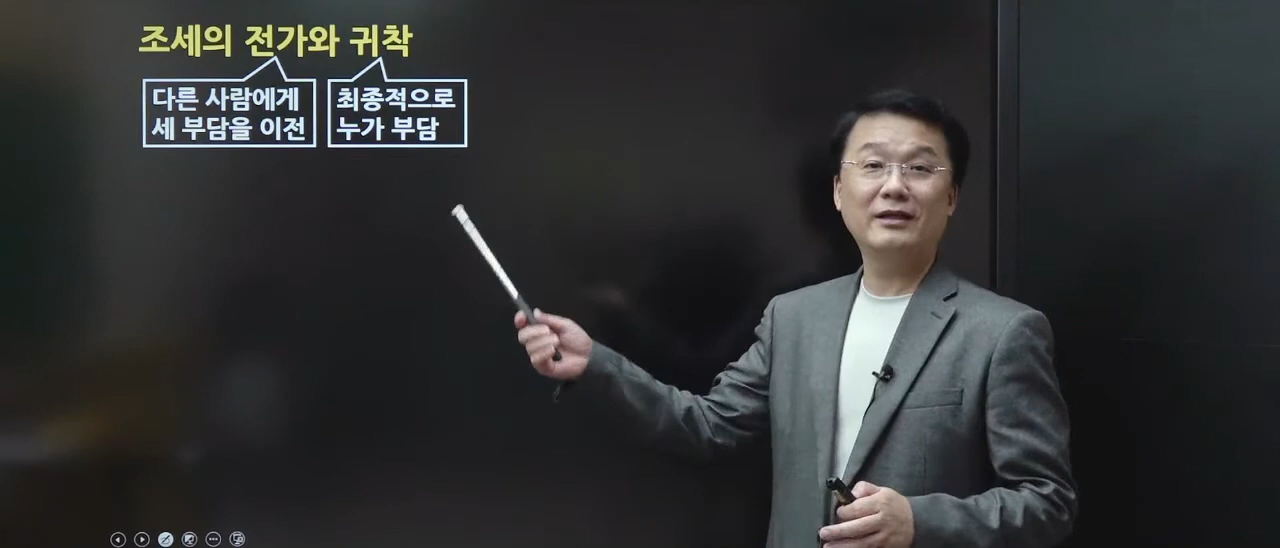 조세의 전가와 귀착
다른 사람에게
세 부담을 이전
최종적으로
누가 부담